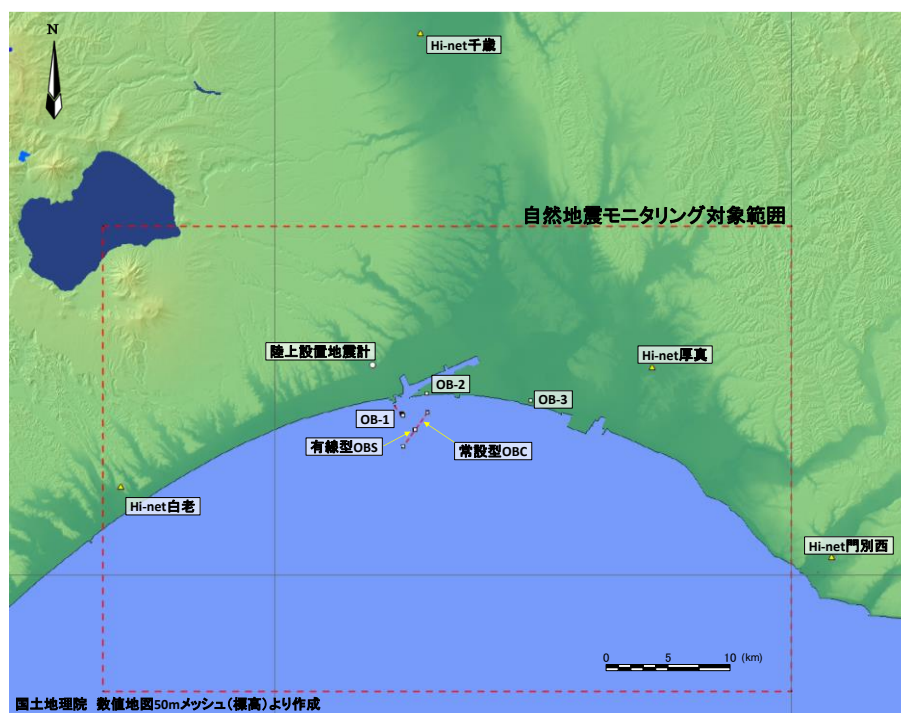 N
Hi-net千歳
自然地震モニタリング対象範囲
陸上設置地震計
Hi-net厚真
OB-2
OB-3
OB-1
有線型OBS
常設型OBC
Hi-net白老
Hi-net門別西
0 5 10 (km)
国土地理院 数値地図50mメッシュ(標高)より作成